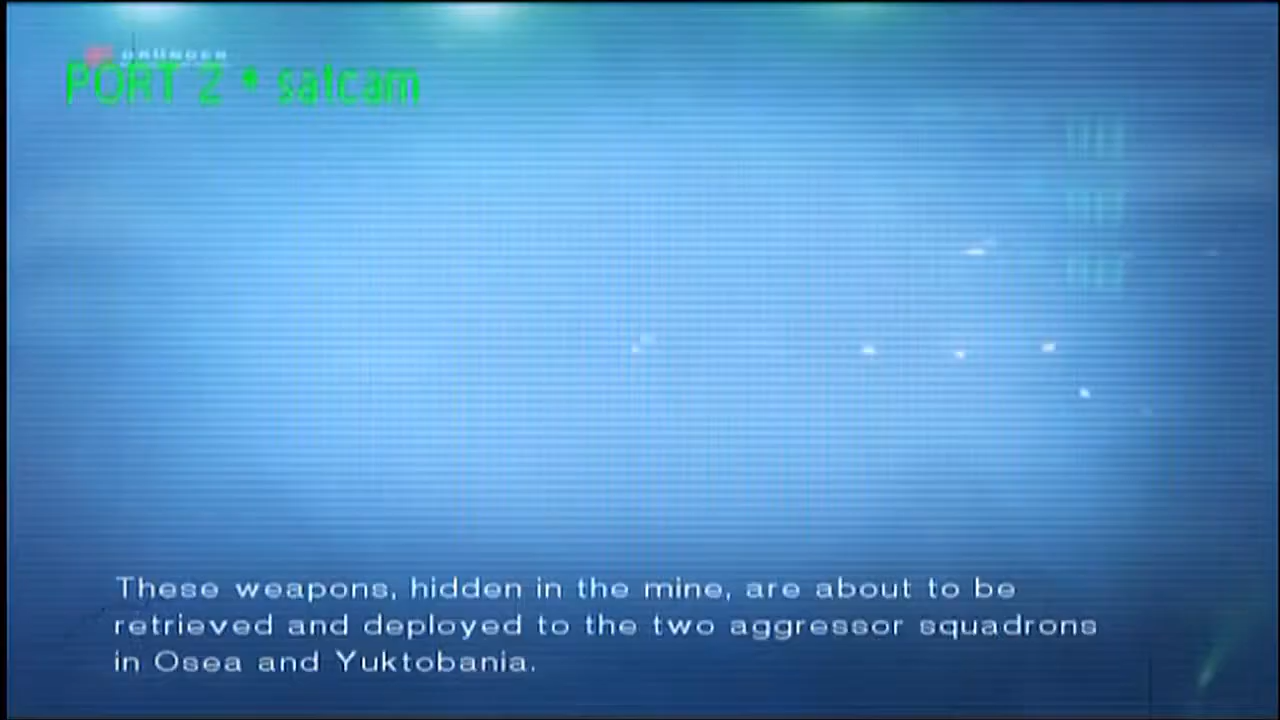 GRÜNDER
PORT 2 * satcam
These weapons, hidden in the mine, are about to be
retrieved and deployed to the two aggressor squadrons
in Osea and Yuktobania.